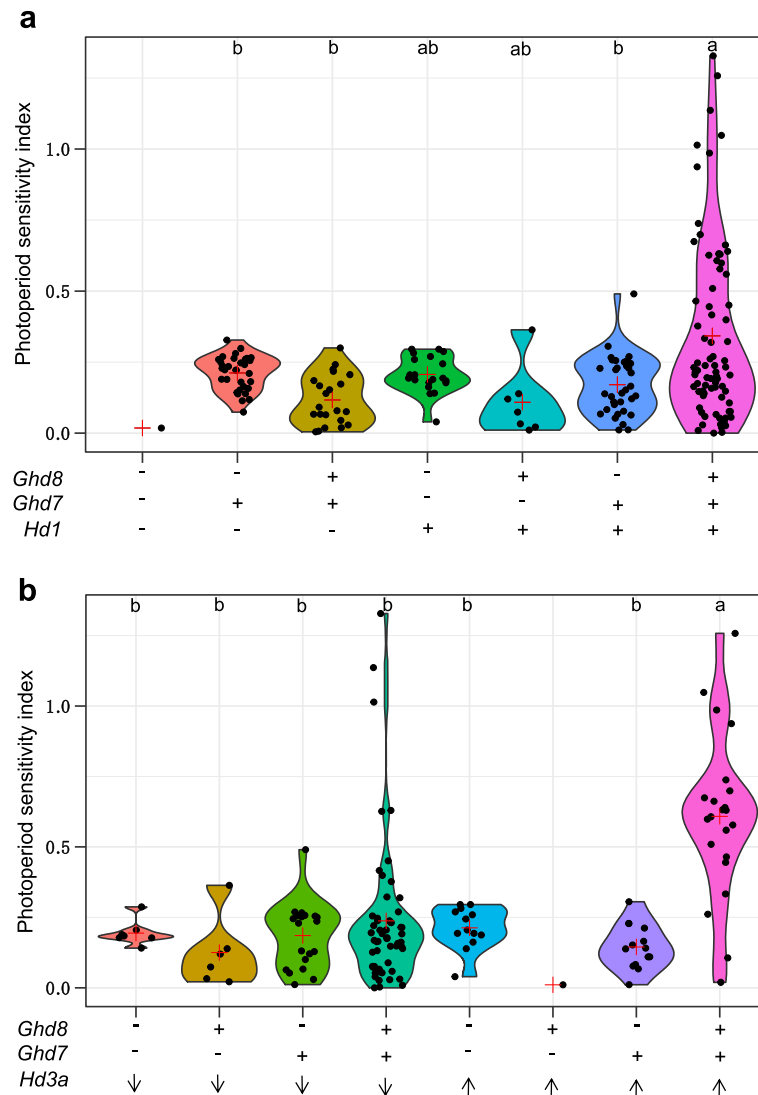 a
b b ab ab b a
Photoperiod sensitivity index
1.0
0.5
0.0
Ghd8 - - + - + - +
Ghd7 - + + - - + +
Hd1 - - - + + + +
b
b b b b b b a
Photoperiod sensitivity index
1.0
0.5
0.0
Ghd8 - + - + - + - +
Ghd7 - - + + - - + +
Hd3a ↓ ↓ ↓ ↓ ↑ ↑ ↑ ↑